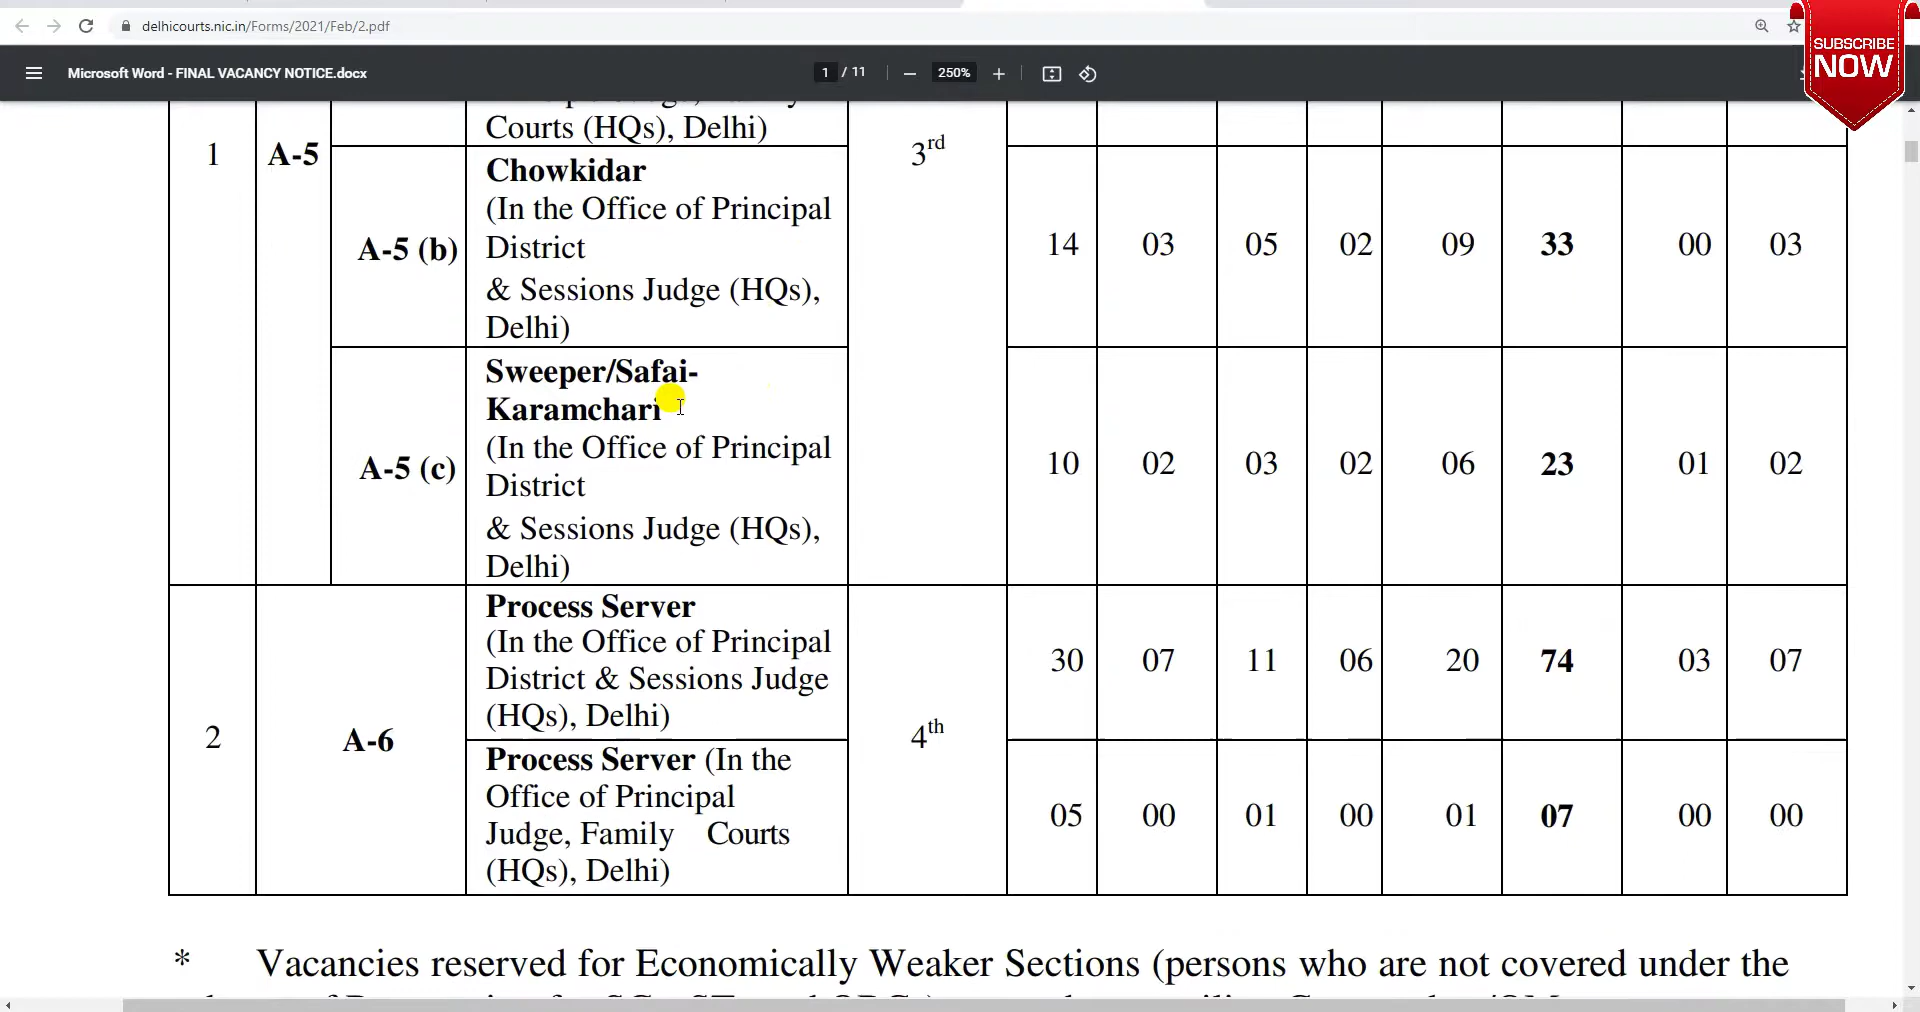 delhicourts.nic.in/Forms/2021/Feb/2.pdf
SUBSCRIBE
NOW
Microsoft Word - FINAL VACANCY NOTICE.docx
1 / 11
250%
Courts (HQs), Delhi)
1
A-5
3rd
A-5 (b)
Chowkidar
(In the Office of Principal
District
& Sessions Judge (HQs),
Delhi)
14 03 05 02 09 33 00 03
A-5 (c)
Sweeper/Safai-
Karamchari
(In the Office of Principal
District
& Sessions Judge (HQs),
Delhi)
10 02 03 02 06 23 01 02
2
A-6
Process Server
(In the Office of Principal
District & Sessions Judge
(HQs), Delhi)
4th
30 07 11 06 20 74 03 07
Process Server (In the
Office of Principal
Judge, Family Courts
(HQs), Delhi)
05 00 01 00 01 07 00 00
* Vacancies reserved for Economically Weaker Sections (persons who are not covered under the